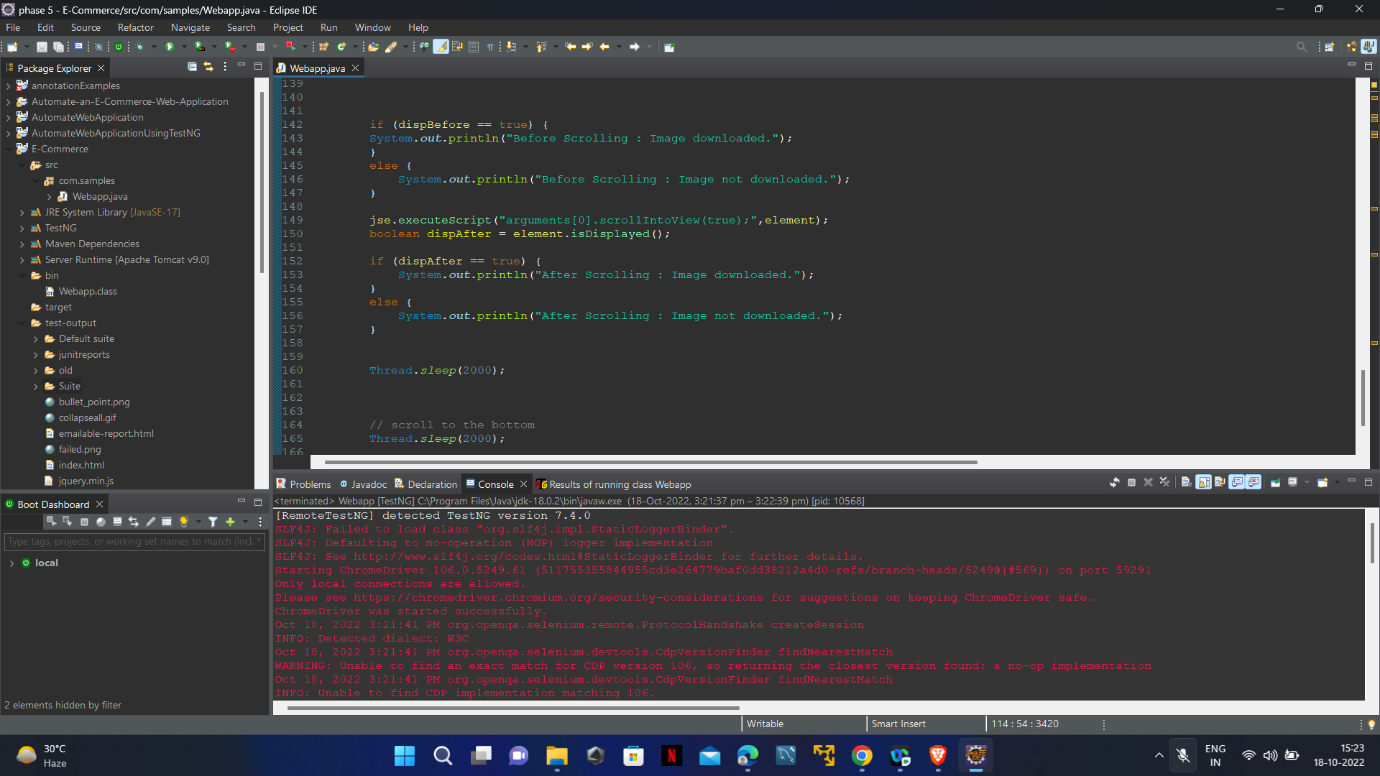 phase 5 - E-Commerce/src/com/samples/Webapp.java - Eclipse IDE
File Edit Source Refactor Navigate Search Project Run Window Help
Package Explorer
annotationExamples
Automate-an-E-Commerce-Web-Application
AutomateWebApplication
AutomateWebApplicationUsingTestNG
E-Commerce
src
com.samples
Webapp.java
JRE System Library [JavaSE-17]
TestNG
Maven Dependencies
Server Runtime [Apache Tomcat v9.0]
bin
Webapp.class
target
test-output
Default suite
junitreports
old
Suite
bullet_point.png
collapseall.gif
emailable-report.html
failed.png
index.html
jquery.min.js
Webapp.java
139
140
141
142 if (dispBefore == true) {
143 System.out.println("Before Scrolling : Image downloaded.");
144 }
145 else {
146 System.out.println("Before Scrolling : Image not downloaded.");
147 }
148
149 jse.executeScript("arguments[0].scrollIntoView(true);",element);
150 boolean dispAfter = element.isDisplayed();
151
152 if (dispAfter == true) {
153 System.out.println("After Scrolling : Image downloaded.");
154 }
155 else {
156 System.out.println("After Scrolling : Image not downloaded.");
157 }
158
159
160 Thread.sleep(2000);
161
162
163
164 // scroll to the bottom
165 Thread.sleep(2000);
166
Boot Dashboard
Type tags, projects, or working set names to match (incl. *
local
2 elements hidden by filter
Problems Javadoc Declaration Console Results of running class Webapp
<terminated> Webapp [TestNG] C:\Program Files\Java\jdk-18.0.2\bin\javaw.exe (18-Oct-2022, 3:21:37 pm – 3:22:39 pm) [pid: 10568]
[RemoteTestNG] detected TestNG version 7.4.0
SLF4J: Failed to load class "org.slf4j.impl.StaticLoggerBinder".
SLF4J: Defaulting to no-operation (NOP) logger implementation
SLF4J: See http://www.slf4j.org/codes.html#StaticLoggerBinder for further details.
Starting ChromeDriver 106.0.5249.61 (511755355844955cd3e264779baf0dd38212a4d0-refs/branch-heads/5249@{#569}) on port 59291
Only local connections are allowed.
Please see https://chromedriver.chromium.org/security-considerations for suggestions on keeping ChromeDriver safe.
ChromeDriver was started successfully.
Oct 18, 2022 3:21:41 PM org.openqa.selenium.remote.ProtocolHandshake createSession
INFO: Detected dialect: W3C
Oct 18, 2022 3:21:41 PM org.openqa.selenium.devtools.CdpVersionFinder findNearestMatch
WARNING: Unable to find an exact match for CDP version 106, so returning the closest version found: a no-op implementation
Oct 18, 2022 3:21:41 PM org.openqa.selenium.devtools.CdpVersionFinder findNearestMatch
INFO: Unable to find CDP implementation matching 106.
Writable Smart Insert 114 : 54 : 3420
30°C
Haze
ENG
IN
15:23
18-10-2022